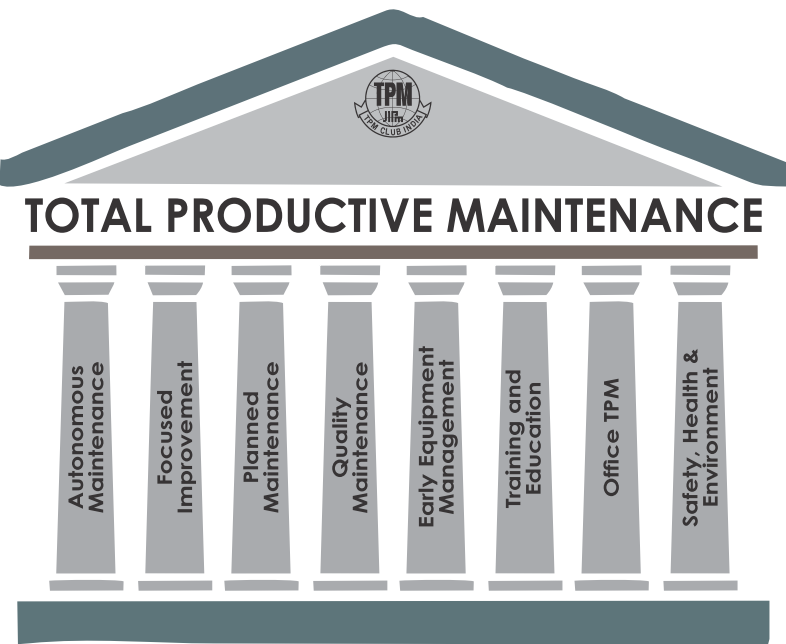 TPM
JIPM
TPM CLUB INDIA
TOTAL PRODUCTIVE MAINTENANCE
Autonomous
Maintenance
Focused
Improvement
Planned
Maintenance
Quality
Maintenance
Early Equipment
Management
Training and
Education
Office TPM
Safety, Health &
Environment